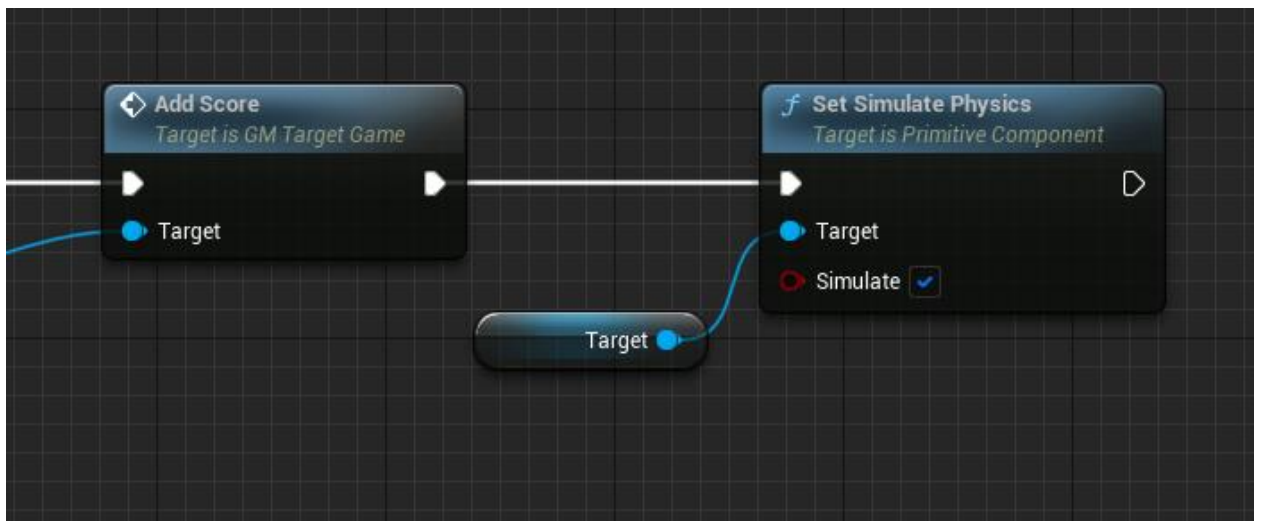 Add Score
Target is GM Target Game
Target
Set Simulate Physics
Target is Primitive Component
Target
Simulate
Target